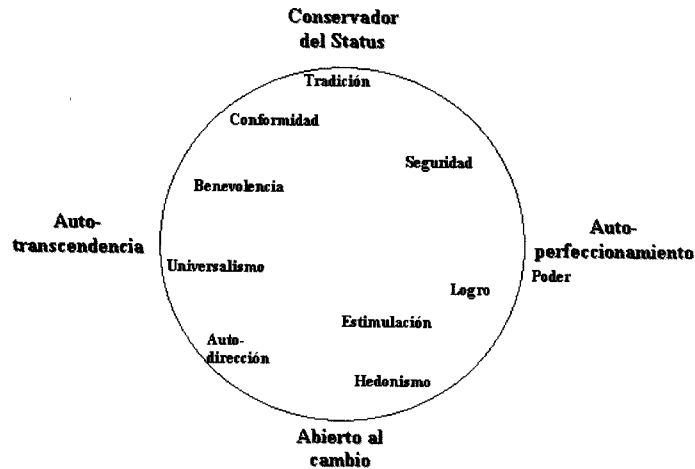 Conservador
del Status
Tradición
Conformidad
Seguridad
Benevolencia
Auto-
transcendencia
Auto-
perfeccionamiento
Universalismo
Poder
Logro
Estimulación
Auto-
dirección
Hedonismo
Abierto al
cambio